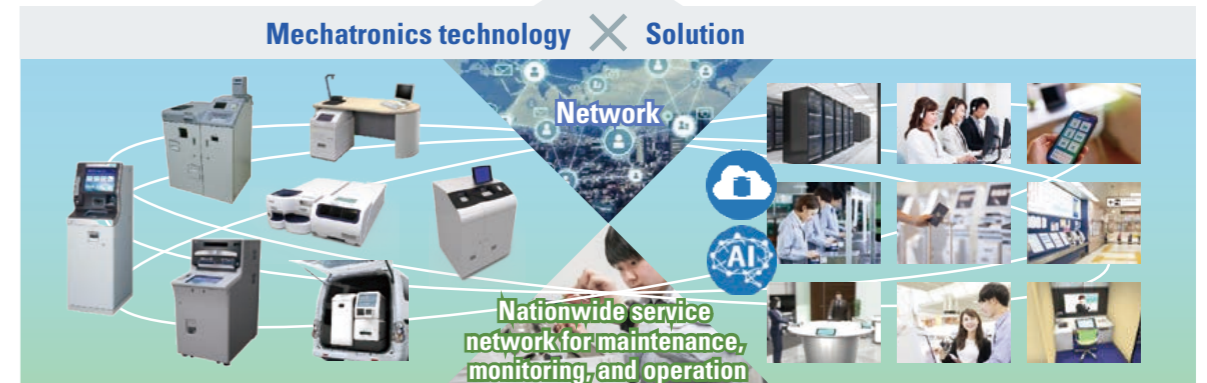 Mechatronics technology × Solution
Network
AI
Nationwide service
network for maintenance,
monitoring, and operation